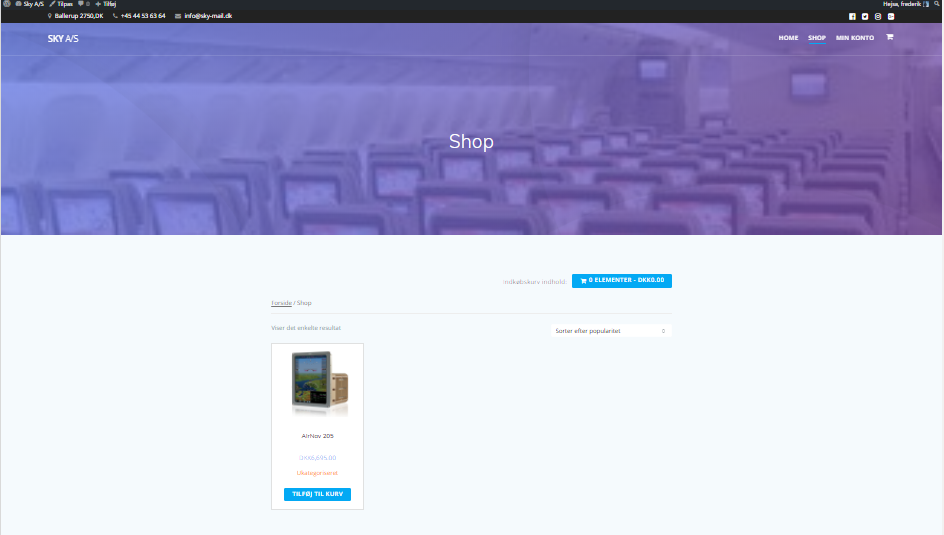 Sky A/S Tilpas 0 Tilføj Hejsa, frederik
Ballerup 2750,DK +45 44 53 63 64 info@sky-mail.dk
SKY A/S HOME SHOP MIN KONTO
Shop
Indkøbskurv indhold 0 ELEMENTER - DKK0.00
Forside / Shop
Viser det enkelte resultat Sorter efter popularitet
AirNav 205
DKK6,695.00
Ukategoriseret
TILFØJ TIL KURV